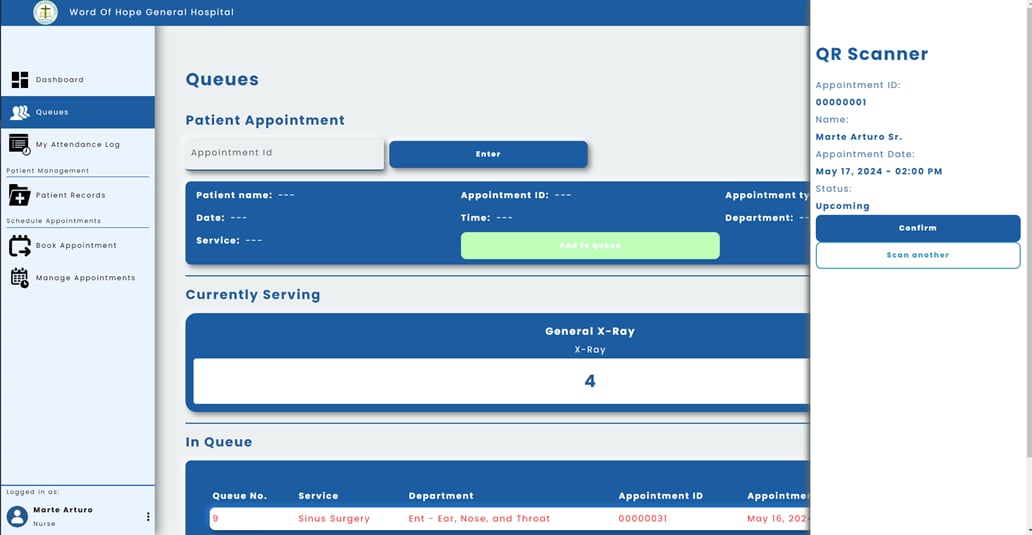 Word Of Hope General Hospital
Dashboard
Queues
My Attendance Log
Patient Management
Patient Records
Schedule Appointments
Book Appointment
Manage Appointments
Logged in as:
Marte Arturo
Nurse
Queues
Patient Appointment
Appointment Id
Enter
Patient name: ---
Appointment ID: ---
Appointment ty
Date: ---
Time: ---
Department: --
Service: ---
Add to queue
Currently Serving
General X-Ray
X-Ray
4
In Queue
Queue No. Service Department Appointment ID Appointme
9 Sinus Surgery Ent - Ear, Nose, and Throat 00000031 May 16, 202
QR Scanner
Appointment ID:
00000001
Name:
Marte Arturo Sr.
Appointment Date:
May 17, 2024 - 02:00 PM
Status:
Upcoming
Confirm
Scan another